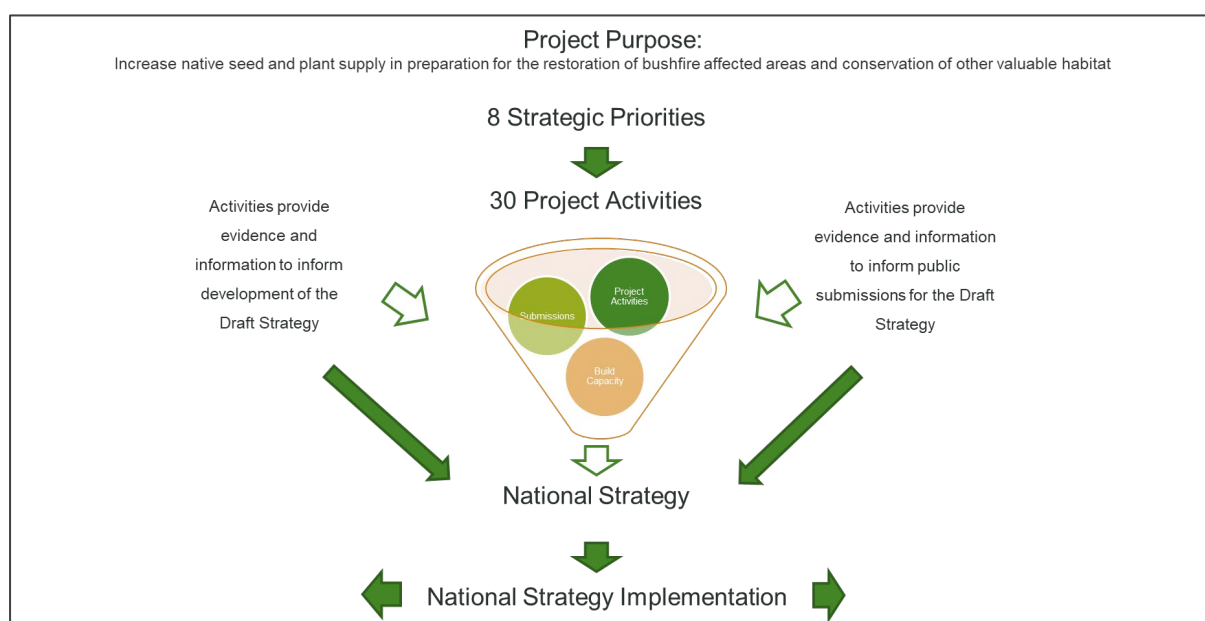 Project Purpose:
Increase native seed and plant supply in preparation for the restoration of bushfire affected areas and conservation of other valuable habitat
8 Strategic Priorities
30 Project Activities
Activities provide
evidence and
information to inform
development of the
Draft Strategy
Activities provide
evidence and information
to inform public
submissions for the Draft
Strategy
Project
Activities
Submissions
Build
Capacity
National Strategy
National Strategy Implementation